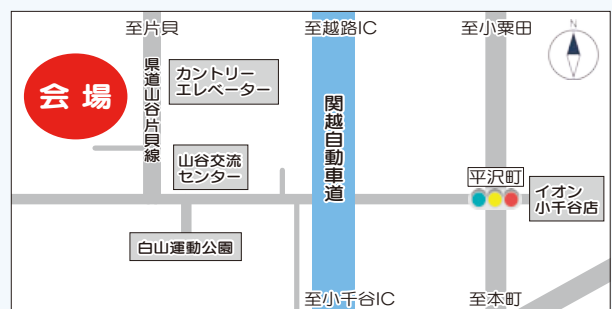 至片貝
至越路IC
至小粟田
N
会場
県道山谷片貝線
カントリー
エレベーター
関越自動車道
山谷交流
センター
平沢町
イオン
小千谷店
白山運動公園
至小千谷IC
至本町